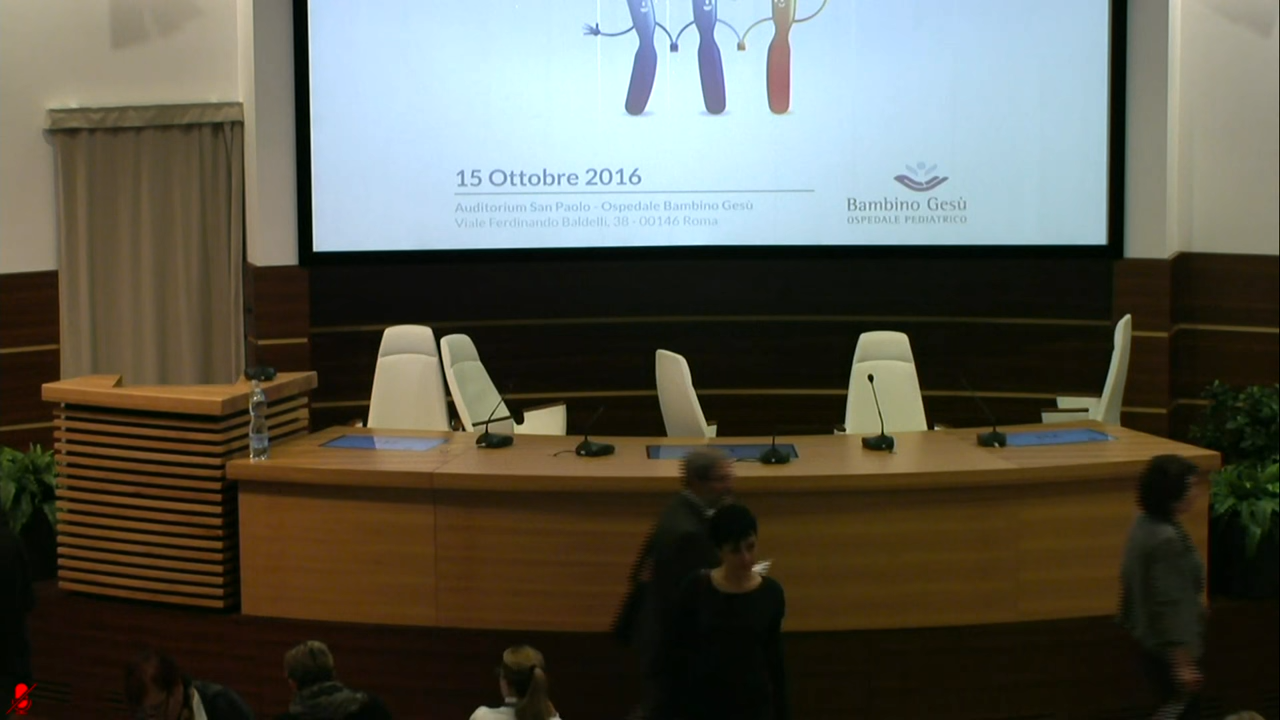 15 Ottobre 2016
Auditorium San Paolo - Ospedale Bambino Gesù
Viale Ferdinando Baldelli, 38 - 00146 Roma
Bambino Gesù
OSPEDALE PEDIATRICO